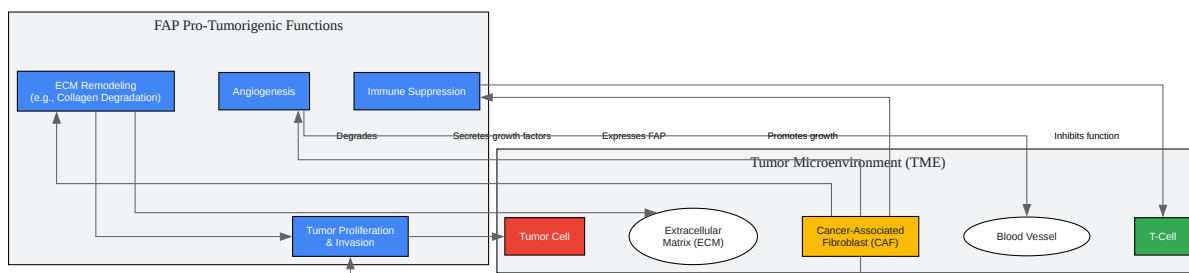 FAP Pro-Tumorigenic Functions
ECM Remodeling
(e.g., Collagen Degradation)
Angiogenesis
Immune Suppression
Degrades
Secretes growth factors
Expresses FAP
Promotes growth
Inhibits function
Tumor Microenvironment (TME)
Tumor Proliferation
& Invasion
Tumor Cell
Extracellular
Matrix (ECM)
Cancer-Associated
Fibroblast (CAF)
Blood Vessel
T-Cell